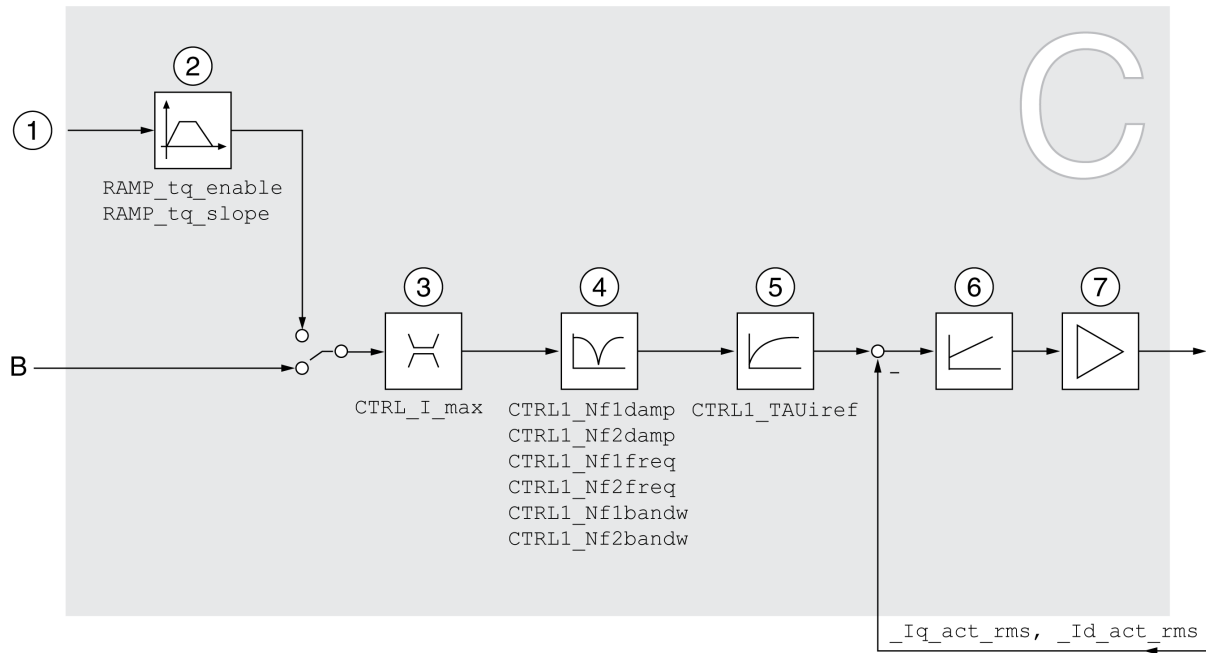 C
2
1
RAMP_tq_enable
RAMP_tq_slope
3
4
5
6
7
B
CTRL_I_max
CTRL1_Nf1damp
CTRL1_Nf2damp
CTRL1_Nf1freq
CTRL1_Nf2freq
CTRL1_Nf1bandw
CTRL1_Nf2bandw
CTRL1_TAUiref
–
_Iq_act_rms, _Id_act_rms